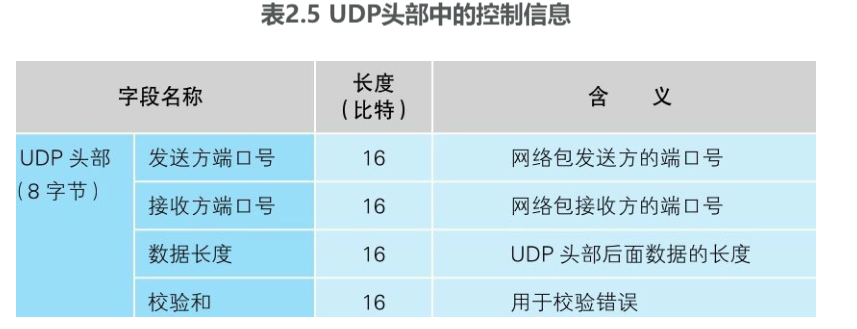 表2.5 UDP头部中的控制信息
字段名称 长度（比特） 含 义
UDP 头部（8 字节） 发送方端口号 16 网络包发送方的端口号
接收方端口号 16 网络包接收方的端口号
数据长度 16 UDP 头部后面数据的长度
校验和 16 用于校验错误